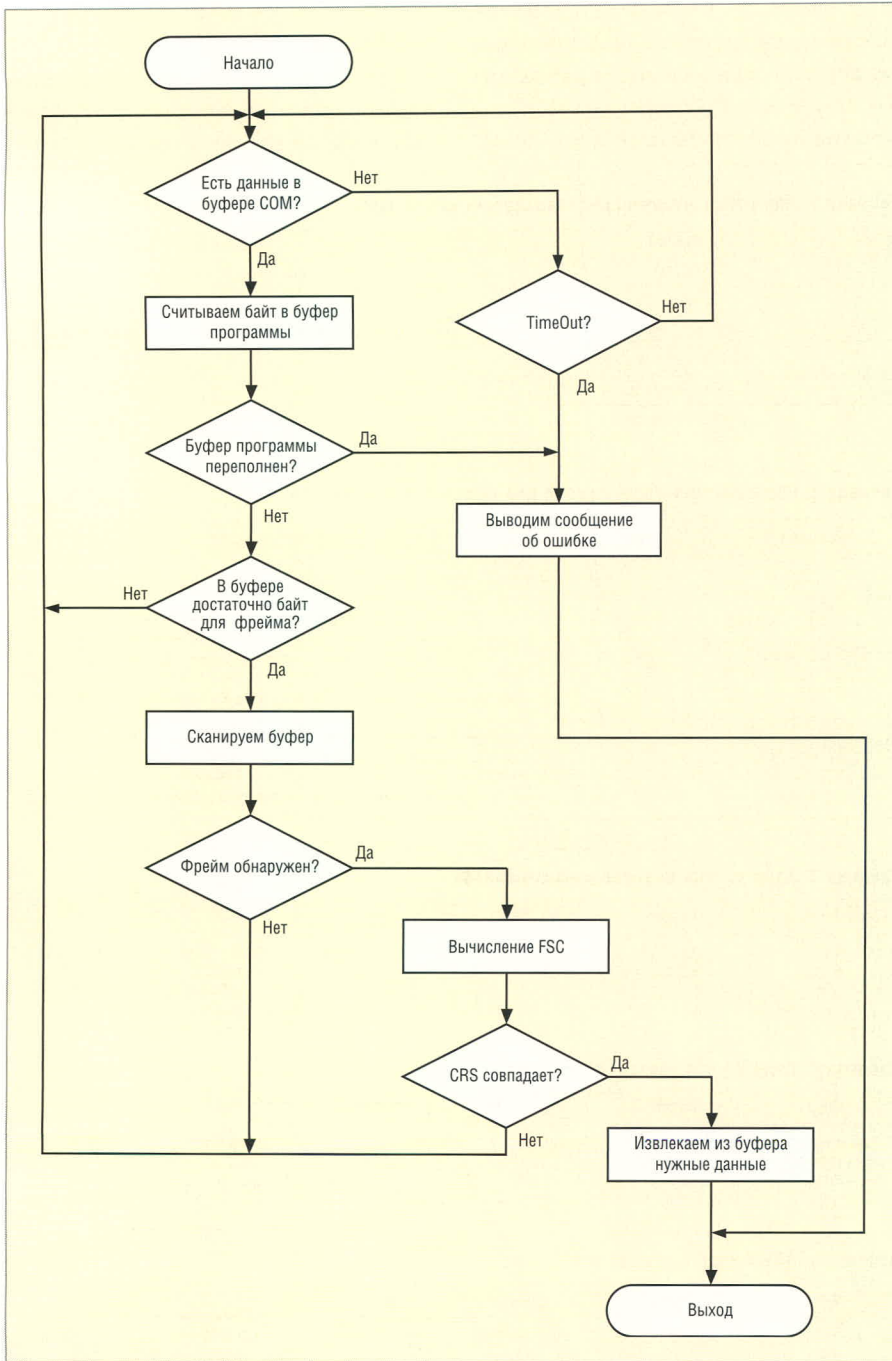 Начало
Есть данные в
буфере COM?
Нет
Да
Считываем байт в буфер
программы
TimeOut?
Нет
Да
Буфер программы
переполнен?
Да
Нет
Выводим сообщение
об ошибке
В буфере
достаточно байт
для фрейма?
Нет
Да
Сканируем буфер
Фрейм обнаружен?
Да
Нет
Вычисление FSC
CRS совпадает?
Да
Нет
Извлекаем из буфера
нужные данные
Выход